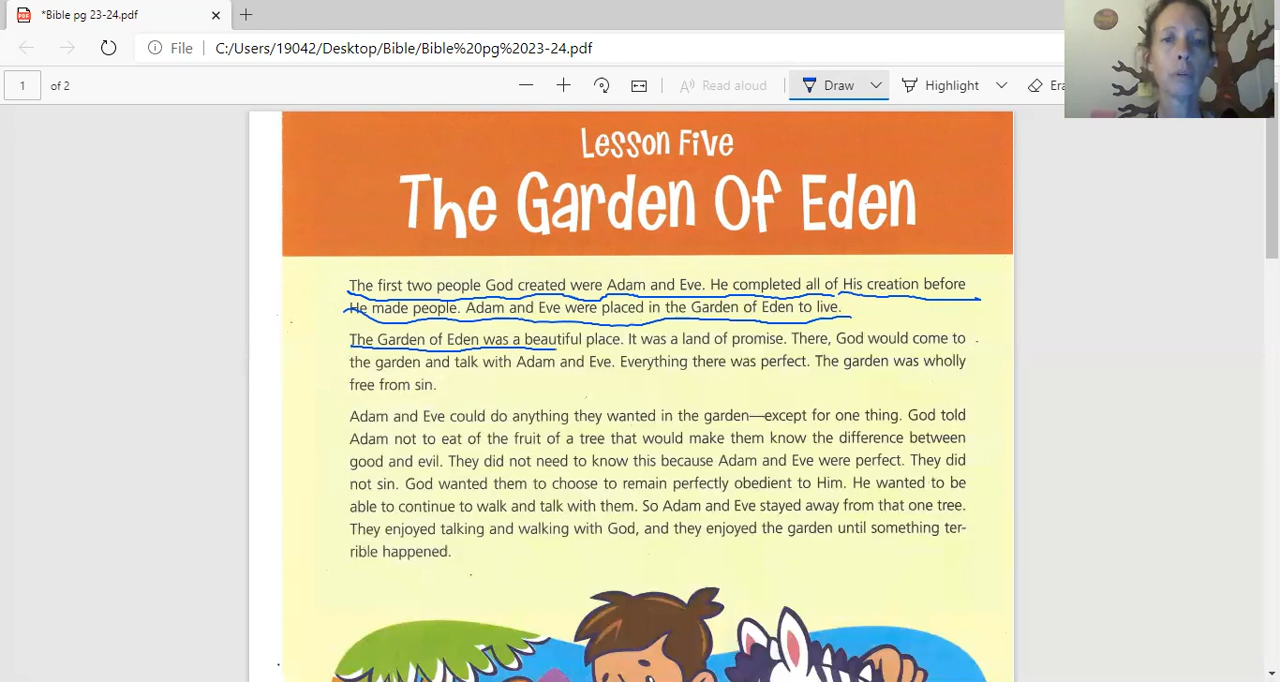 *Bible pg 23-24.pdf
File C:/Users/19042/Desktop/Bible/Bible%20pg%2023-24.pdf
1 of 2 Read aloud Draw Highlight Era
Lesson Five
The Garden Of Eden
The first two people God created were Adam and Eve. He completed all of His creation before
He made people. Adam and Eve were placed in the Garden of Eden to live.
The Garden of Eden was a beautiful place. It was a land of promise. There, God would come to
the garden and talk with Adam and Eve. Everything there was perfect. The garden was wholly
free from sin.
Adam and Eve could do anything they wanted in the garden—except for one thing. God told
Adam not to eat of the fruit of a tree that would make them know the difference between
good and evil. They did not need to know this because Adam and Eve were perfect. They did
not sin. God wanted them to choose to remain perfectly obedient to Him. He wanted to be
able to continue to walk and talk with them. So Adam and Eve stayed away from that one tree.
They enjoyed talking and walking with God, and they enjoyed the garden until something ter-
rible happened.